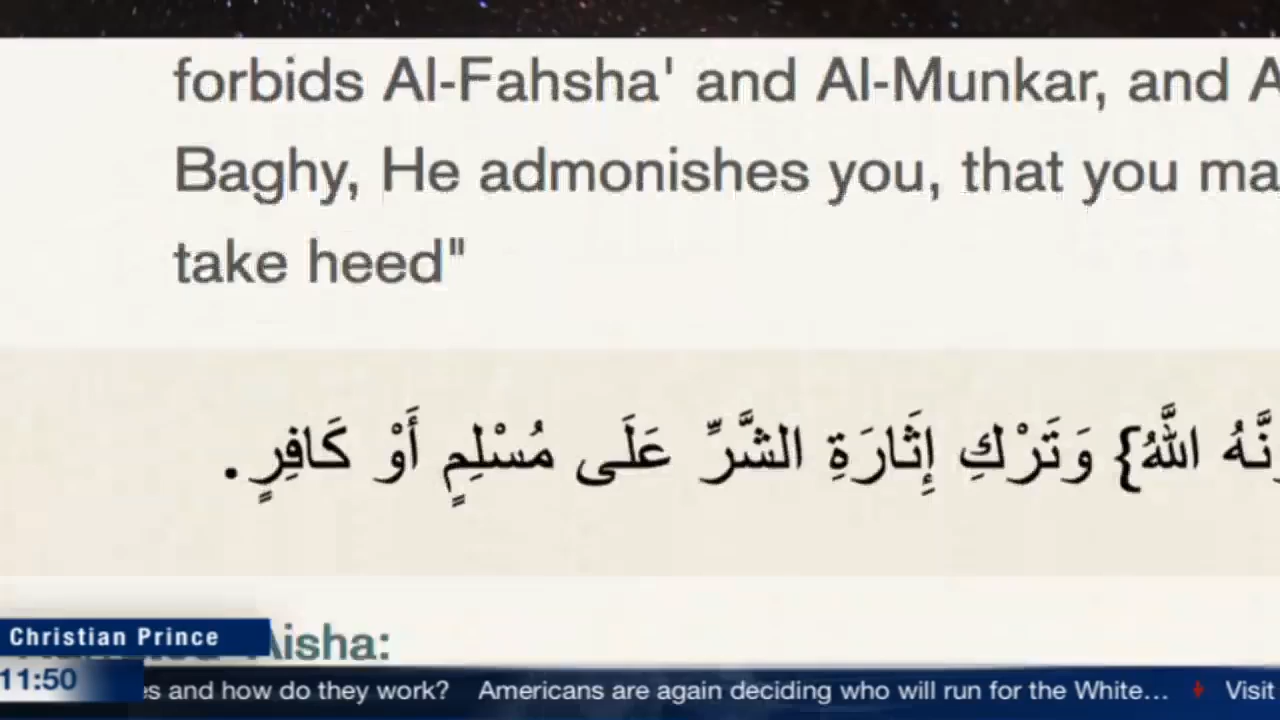 forbids Al-Fahsha' and Al-Munkar, and A
Baghy, He admonishes you, that you ma
take heed"
اللَّهُ} وَتَرْكِ إِثَارَةِ الشَّرِّ عَلَى مُسْلِمٍ أَوْ كَافِرٍ ‏.‏
Aisha:
Christian Prince
11:50
es and how do they work? Americans are again deciding who will run for the White... Visit